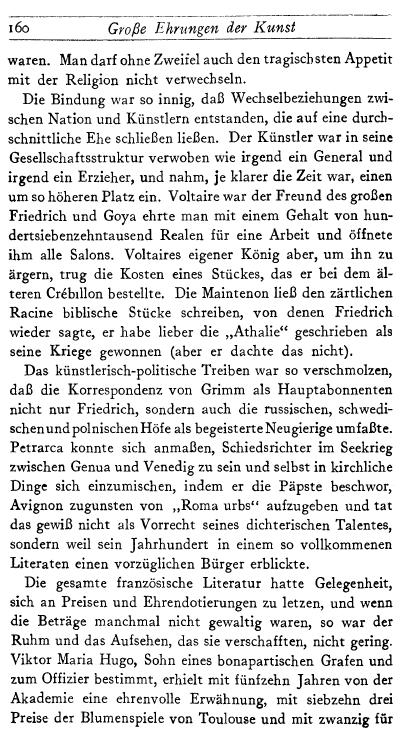 160 Große Ehrungen der Kunst
waren. Man darf ohne Zweifel auch den tragischsten Appetit
mit der Religion nicht verwechseln.
Die Bindung war so innig, daß Wechselbeziehungen zwi-
schen Nation und Künstlern entstanden, die auf eine durch-
schnittliche Ehe schließen ließen. Der Künstler war in seine
Gesellschaftsstruktur verwoben wie irgend ein General und
irgend ein Erzieher, und nahm, je klarer die Zeit war, einen
um so höheren Platz ein. Voltaire war der Freund des großen
Friedrich und Goya ehrte man mit einem Gehalt von hun-
dertsiebenzehntausend Realen für eine Arbeit und öffnete
ihm alle Salons. Voltaires eigener König aber, um ihn zu
ärgern, trug die Kosten eines Stückes, das er bei dem äl-
teren Crébillon bestellte. Die Maintenon ließ den zärtlichen
Racine biblische Stücke schreiben, von denen Friedrich
wieder sagte, er habe lieber die „Athalie“ geschrieben als
seine Kriege gewonnen (aber er dachte das nicht).
Das künstlerisch-politische Treiben war so verschmolzen,
daß die Korrespondenz von Grimm als Hauptabonnenten
nicht nur Friedrich, sondern auch die russischen, schwedi-
schen und polnischen Höfe als begeisterte Neugierige umfaßte.
Petrarca konnte sich anmaßen, Schiedsrichter im Seekrieg
zwischen Genua und Venedig zu sein und selbst in kirchliche
Dinge sich einzumischen, indem er die Päpste beschwor,
Avignon zugunsten von „Roma urbs“ aufzugeben und tat
das gewiß nicht als Vorrecht seines dichterischen Talentes,
sondern weil sein Jahrhundert in einem so vollkommenen
Literaten einen vorzüglichen Bürger erblickte.
Die gesamte französische Literatur hatte Gelegenheit,
sich an Preisen und Ehrendotierungen zu letzen, und wenn
die Beträge manchmal nicht gewaltig waren, so war der
Ruhm und das Aufsehen, das sie verschafften, nicht gering.
Viktor Maria Hugo, Sohn eines bonapartischen Grafen und
zum Offizier bestimmt, erhielt mit fünfzehn Jahren von der
Akademie eine ehrenvolle Erwähnung, mit siebzehn drei
Preise der Blumenspiele von Toulouse und mit zwanzig für